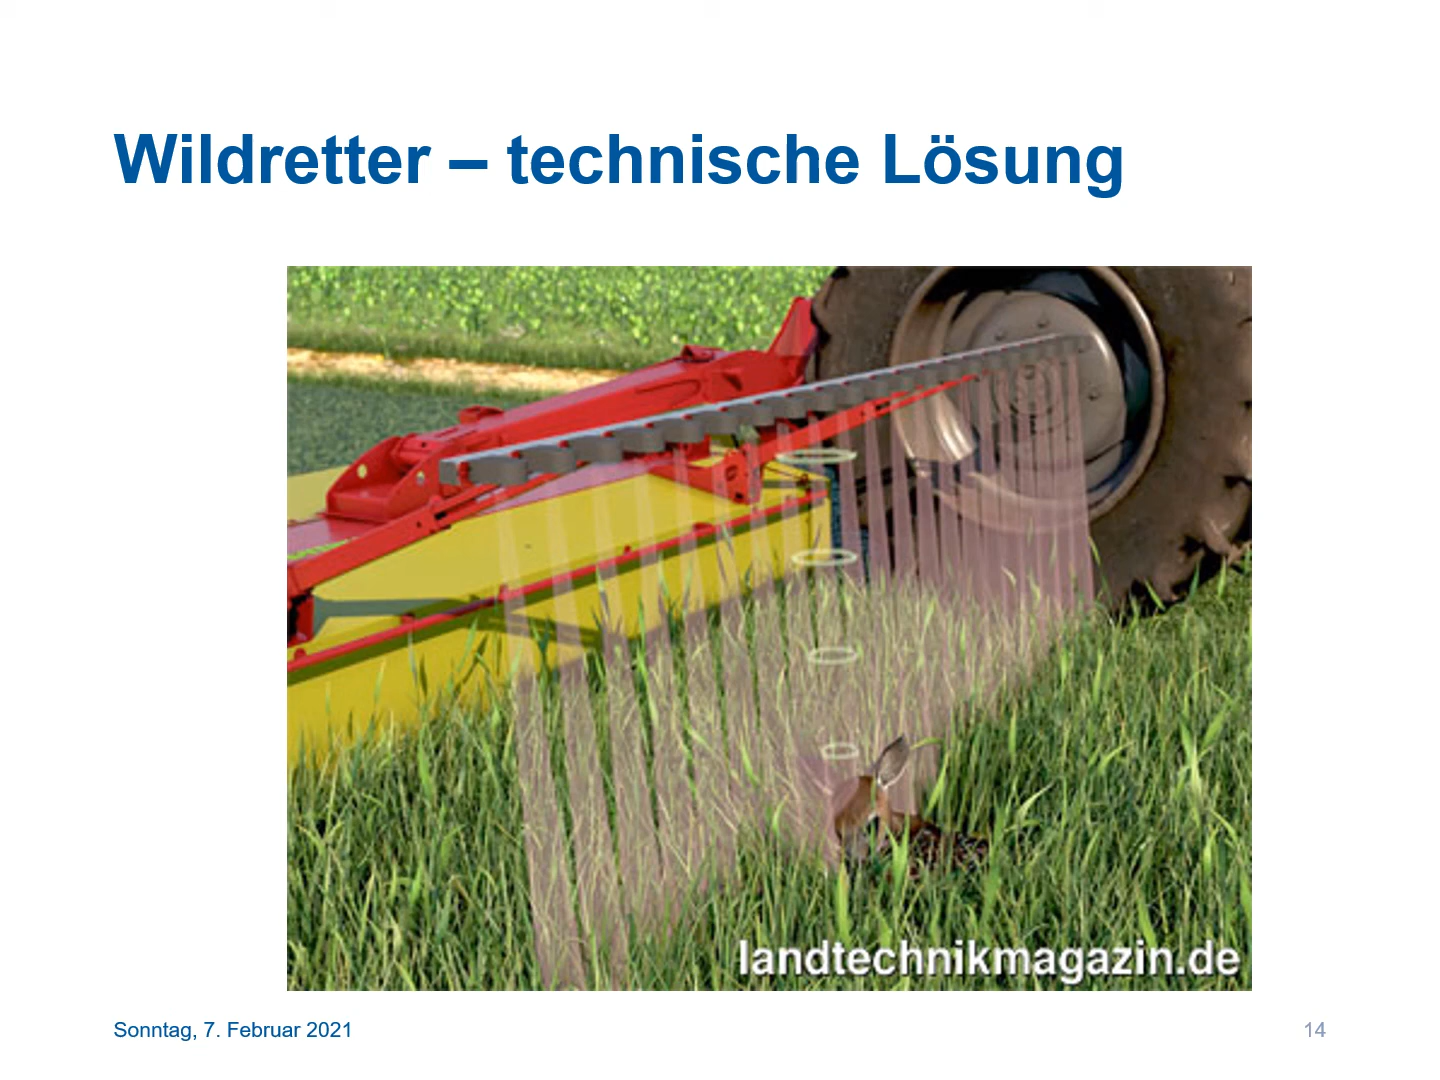 Wildretter – technische Lösung
landtechnikmagazin.de
Sonntag, 7. Februar 2021
14